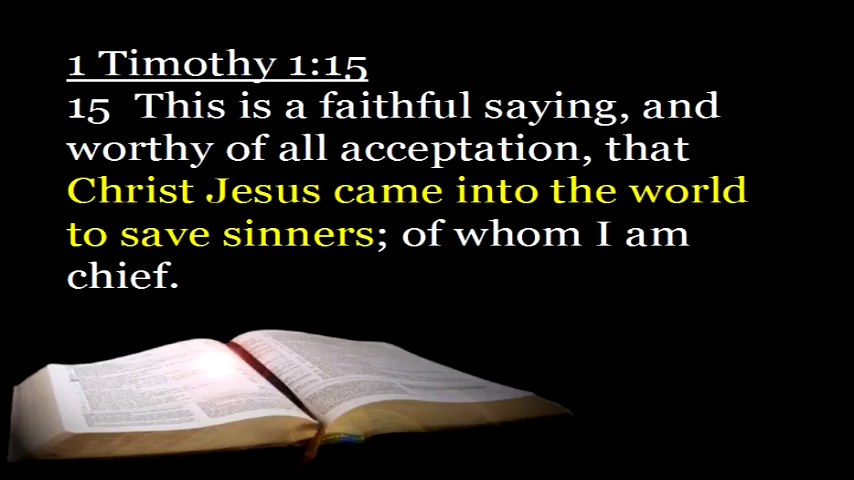 1 Timothy 1:15
15 This is a faithful saying, and
worthy of all acceptation, that
Christ Jesus came into the world
to save sinners; of whom I am
chief.